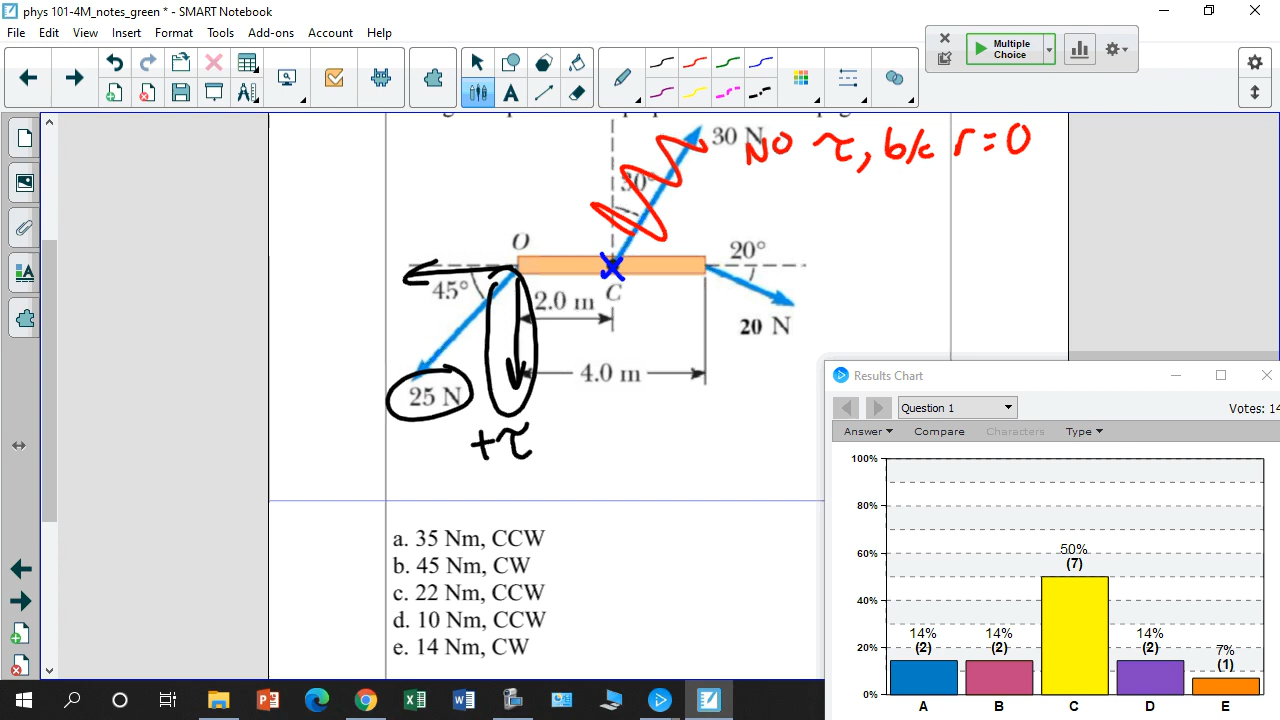 phys 101-4M_notes_green * - SMART Notebook
File Edit View Insert Format Tools Add-ons Account Help
Multiple
Choice
30 N
NO τ, b/c r=0
30°
O
20°
45°
2.0 m
C
20 N
4.0 m
25 N
+τ
a. 35 Nm, CCW
b. 45 Nm, CW
c. 22 Nm, CCW
d. 10 Nm, CCW
e. 14 Nm, CW
Results Chart
Question 1
Votes: 14
Answer Compare Characters Type
100%
80%
60%
40%
20%
0%
14%
(2)
14%
(2)
50%
(7)
14%
(2)
7%
(1)
A B C D E